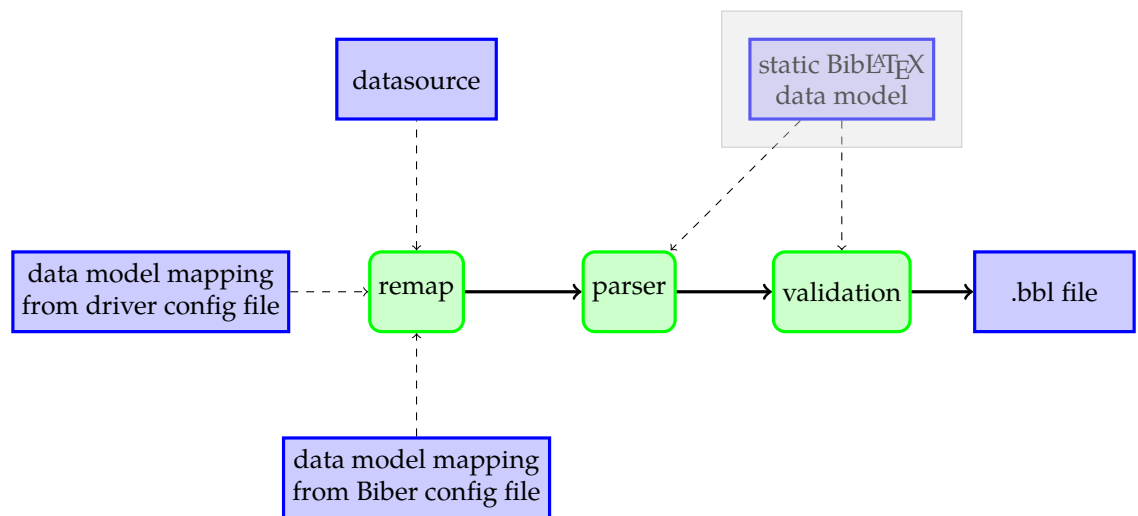 datasource
static BibLATEX
data model
data model mapping
from driver config file
remap
parser
validation
.bbl file
data model mapping
from Biber config file